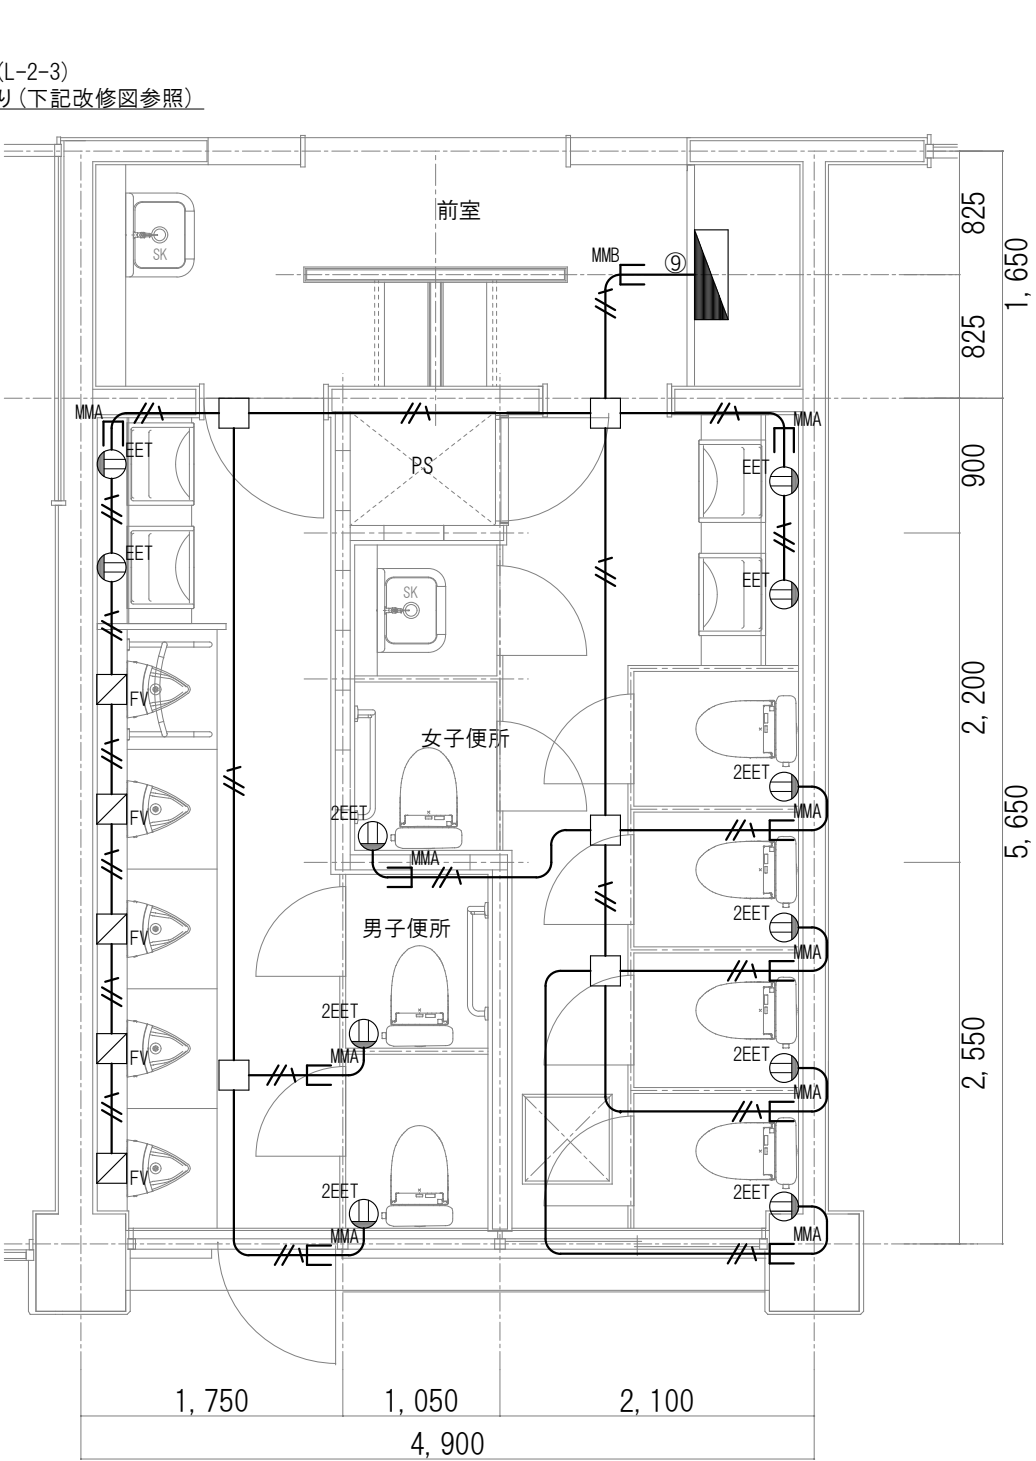 (L-2-3)
り(下記改修図参照)
前室
SK
MMB
⑨
825
1,650
825
MMA
MMA
EET
PS
EET
900
EET
SK
EET
FV
女子便所
2,200
2EET
FV
2EET
MMA
MMA
5,650
FV
男子便所
2EET
MMA
2EET
FV
MMA
2EET
MMA
2,550
FV
2EET
2EET
MMA
MMA
1,750
1,050
2,100
4,900